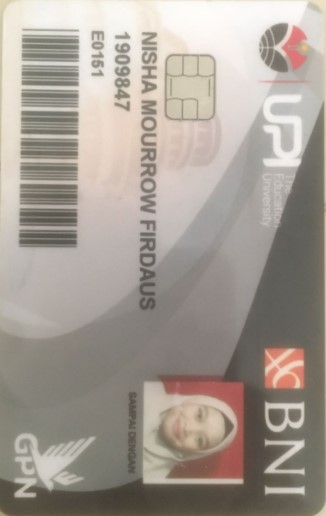 UPI The Education University
BNI
NISHA MOURROW FIRDAUS
1909847
E0151
SAMPAI DENGAN
GPN